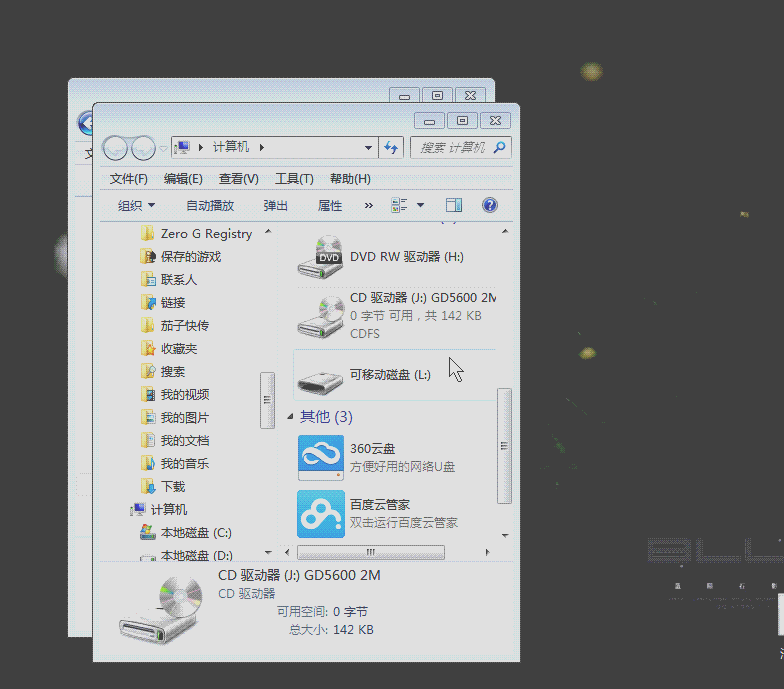 计算机
搜索 计算机
文件(F) 编辑(E) 查看(V) 工具(T) 帮助(H)
组织 自动播放 弹出 属性 »
Zero G Registry
保存的游戏
联系人
链接
茄子快传
收藏夹
搜索
我的视频
我的图片
我的文档
我的音乐
下载
计算机
本地磁盘 (C:)
本地磁盘 (D:)
DVD
DVD RW 驱动器 (H:)
CD 驱动器 (J:) GD5600 2M
0 字节 可用，共 142 KB
CDFS
可移动磁盘 (L:)
其他 (3)
360云盘
方便好用的网络U盘
百度云管家
双击运行百度云管家
CD 驱动器 (J:) GD5600 2M
CD 驱动器
可用空间: 0 字节
总大小: 142 KB